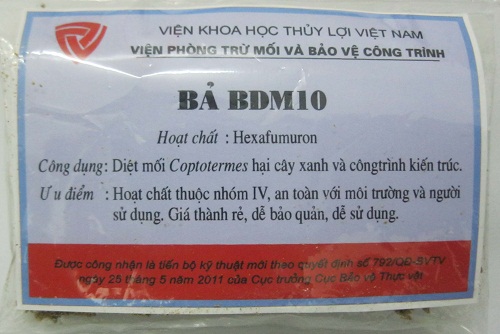 VIỆN KHOA HỌC THỦY LỢI VIỆT NAM
VIỆN PHÒNG TRỪ MỐI VÀ BẢO VỆ CÔNG TRÌNH
BẢ BDM10
Hoạt chất : Hexafumuron
Công dụng: Diệt mối Coptotermes hại cây xanh và côngtrình kiến trúc.
Ưu điểm : Hoạt chất thuộc nhóm IV, an toàn với môi trường và người
sử dụng. Giá thành rẻ, dễ bảo quản, dễ sử dụng.
Được công nhận là tiến bộ kỹ thuật mới theo quyết định số 792/QĐ-BVTV
ngày 25 tháng 5 năm 2011 của Cục trưởng Cục Bảo vệ Thực vật